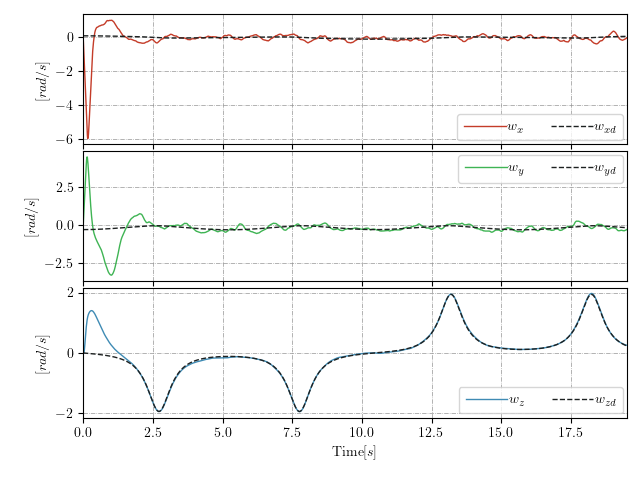 [rad/s]
0
−2
−4
−6
w_x
w_xd
[rad/s]
2.5
0.0
−2.5
w_y
w_yd
[rad/s]
2
0
−2
w_z
w_zd
0.0 2.5 5.0 7.5 10.0 12.5 15.0 17.5
Time[s]